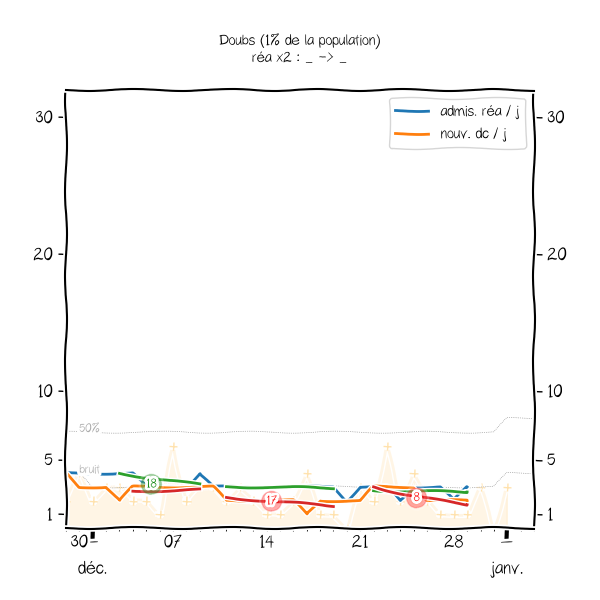 Doubs (1% de la population)
réa x2 : _ -> _
admis. réa / j
nouv. dc / j
30
30
20
20
10
10
50%
bruit
5
5
18
17
8
1
1
30
07
14
21
28
déc.
janv.